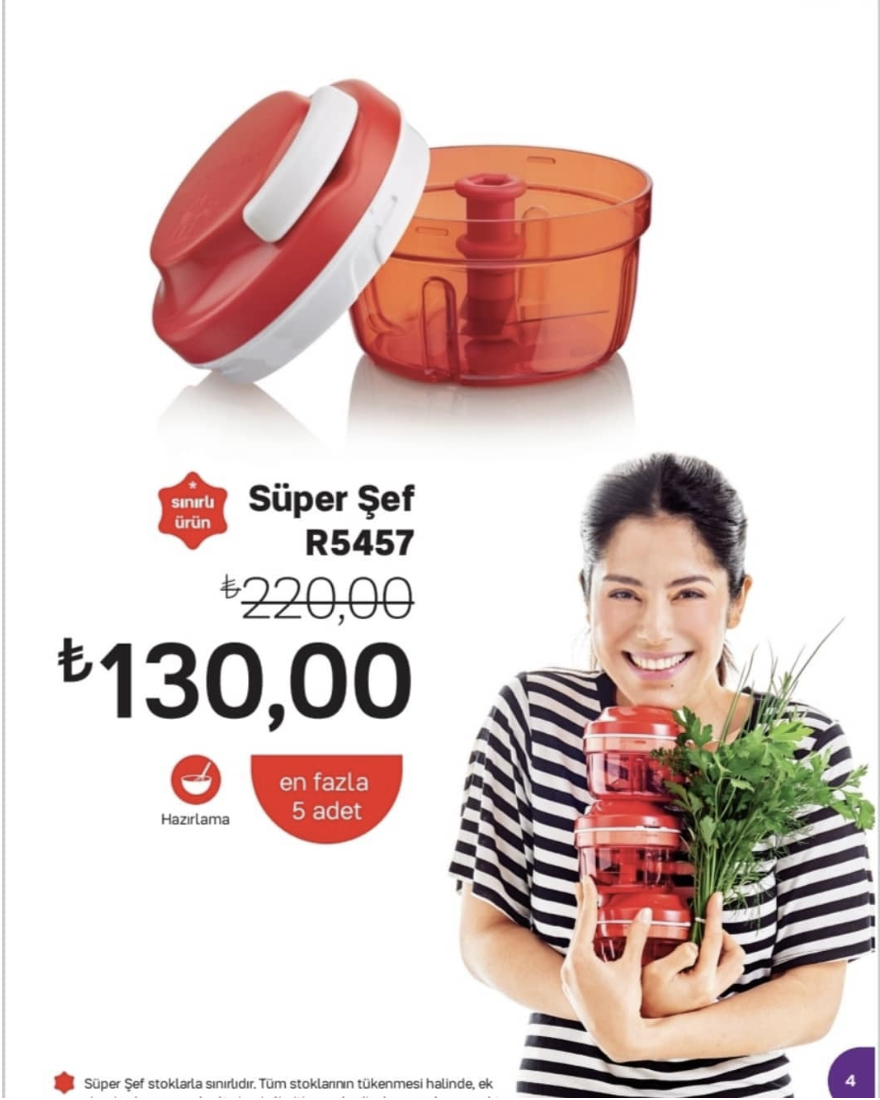 *
sınırlı
ürün
Süper Şef
R5457
₺220,00
₺130,00
Hazırlama
en fazla
5 adet
Süper Şef stoklarla sınırlıdır. Tüm stoklarının tükenmesi halinde, ek
4